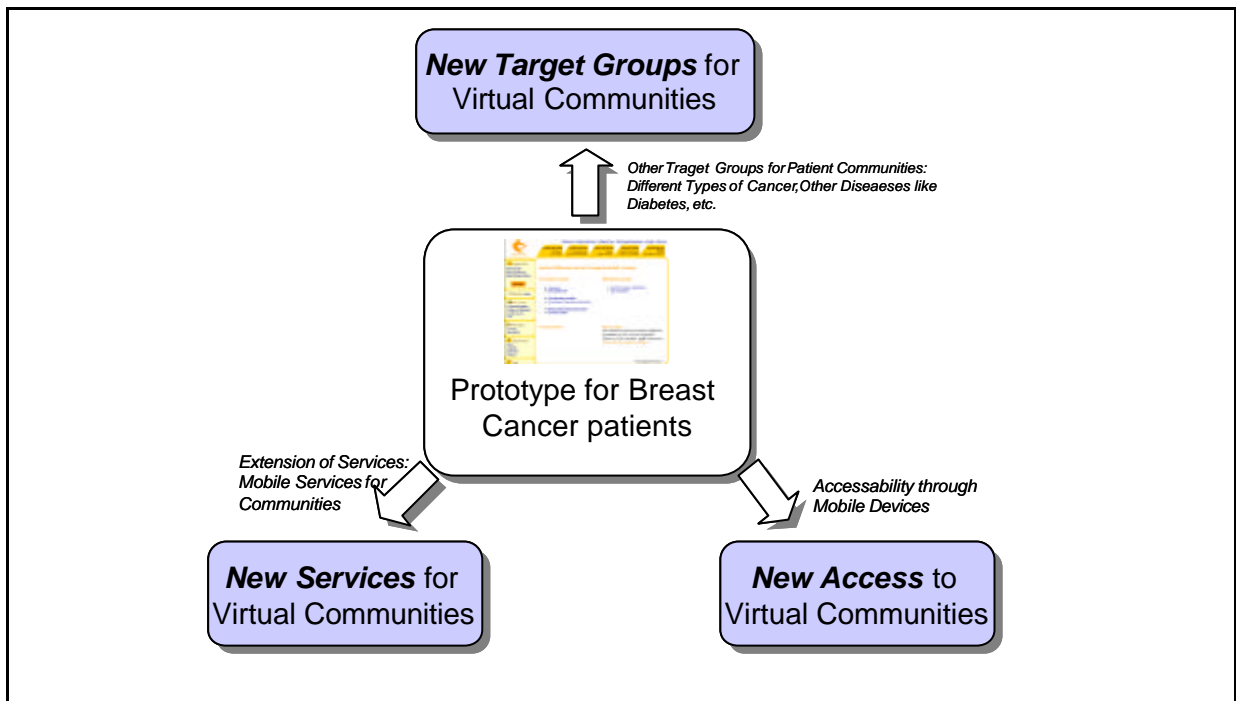 New Target Groups for
Virtual Communities
Other Traget Groups for Patient Communities:
Different Types of Cancer,Other Diseaeses like
Diabetes, etc.
Prototype for Breast
Cancer patients
Extension of Services:
Mobile Services for
Communities
Accessability through
Mobile Devices
New Services for
Virtual Communities
New Access to
Virtual Communities